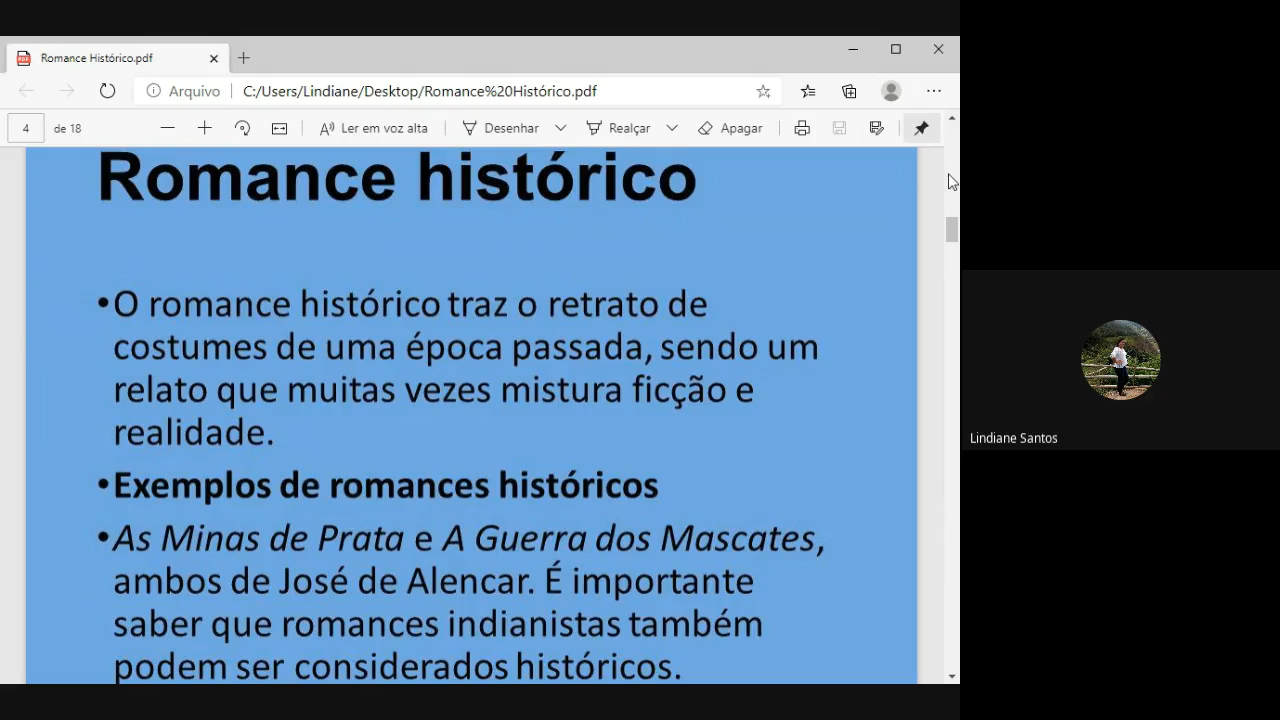 Romance Histórico.pdf
Arquivo
C:/Users/Lindiane/Desktop/Romance%20Histórico.pdf
4 de 18
Ler em voz alta
Desenhar
Realçar
Apagar
Romance histórico
•O romance histórico traz o retrato de
costumes de uma época passada, sendo um
relato que muitas vezes mistura ficção e
realidade.
•Exemplos de romances históricos
•As Minas de Prata e A Guerra dos Mascates,
ambos de José de Alencar. É importante
saber que romances indianistas também
podem ser considerados históricos.
Lindiane Santos